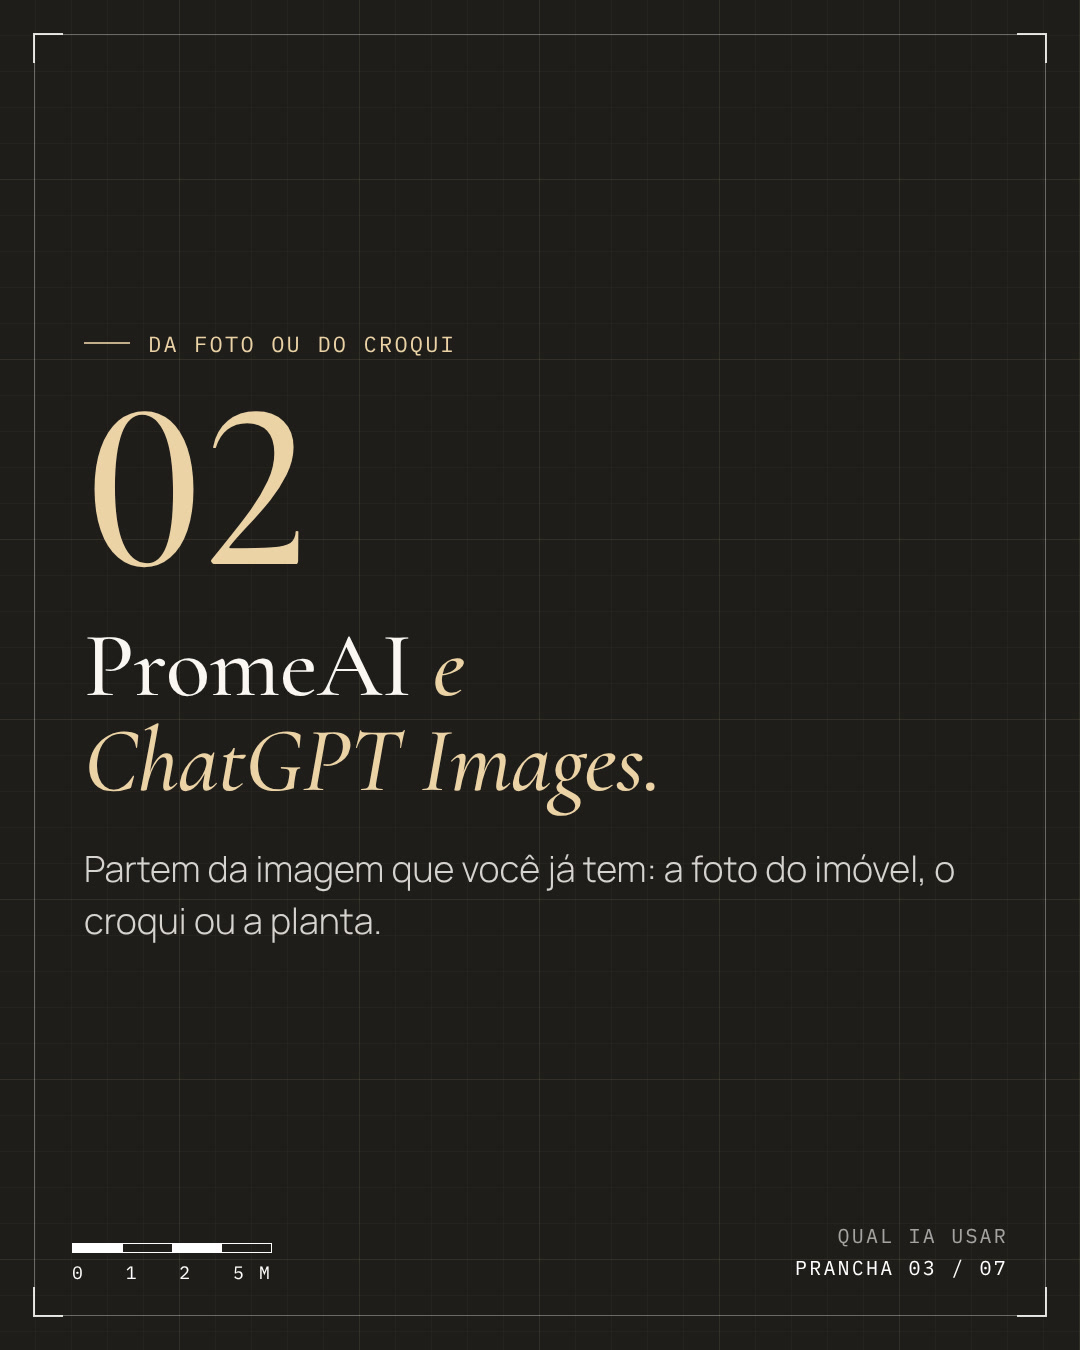 DA FOTO OU DO CROQUI
02
PromeAI e
ChatGPT Images.
Partem da imagem que você já tem: a foto do imóvel, o
croqui ou a planta.
QUAL IA USAR
0 1 2 5 M
PRANCHA 03 / 07